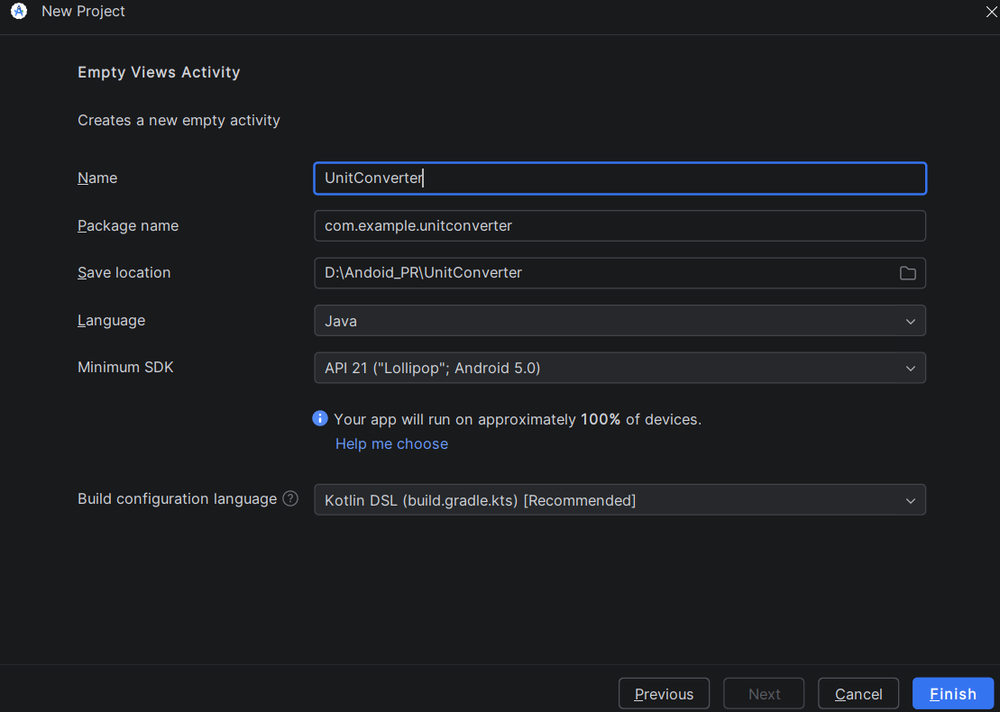 New Project
Empty Views Activity
Creates a new empty activity
Name UnitConverter
Package name com.example.unitconverter
Save location D:\Andoid_PR\UnitConverter
Language Java
Minimum SDK API 21 ("Lollipop"; Android 5.0)
Your app will run on approximately 100% of devices.
Help me choose
Build configuration language ? Kotlin DSL (build.gradle.kts) [Recommended]
Previous Next Cancel Finish